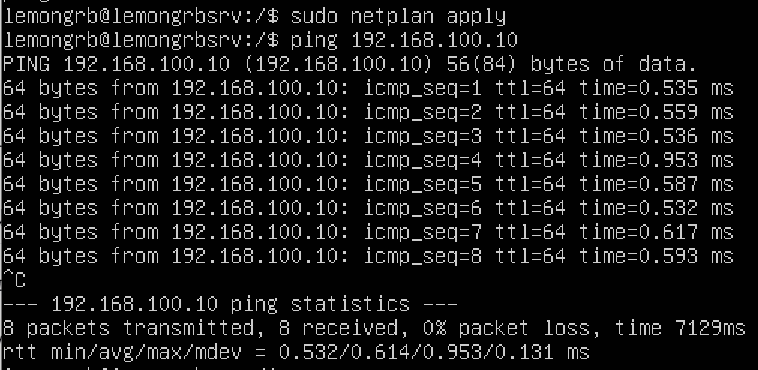 lemongrb@lemongrbsrv:/$ sudo netplan apply
lemongrb@lemongrbsrv:/$ ping 192.168.100.10
PING 192.168.100.10 (192.168.100.10) 56(84) bytes of data.
64 bytes from 192.168.100.10: icmp_seq=1 ttl=64 time=0.535 ms
64 bytes from 192.168.100.10: icmp_seq=2 ttl=64 time=0.559 ms
64 bytes from 192.168.100.10: icmp_seq=3 ttl=64 time=0.536 ms
64 bytes from 192.168.100.10: icmp_seq=4 ttl=64 time=0.953 ms
64 bytes from 192.168.100.10: icmp_seq=5 ttl=64 time=0.587 ms
64 bytes from 192.168.100.10: icmp_seq=6 ttl=64 time=0.532 ms
64 bytes from 192.168.100.10: icmp_seq=7 ttl=64 time=0.617 ms
64 bytes from 192.168.100.10: icmp_seq=8 ttl=64 time=0.593 ms
^C
--- 192.168.100.10 ping statistics ---
8 packets transmitted, 8 received, 0% packet loss, time 7129ms
rtt min/avg/max/mdev = 0.532/0.614/0.953/0.131 ms